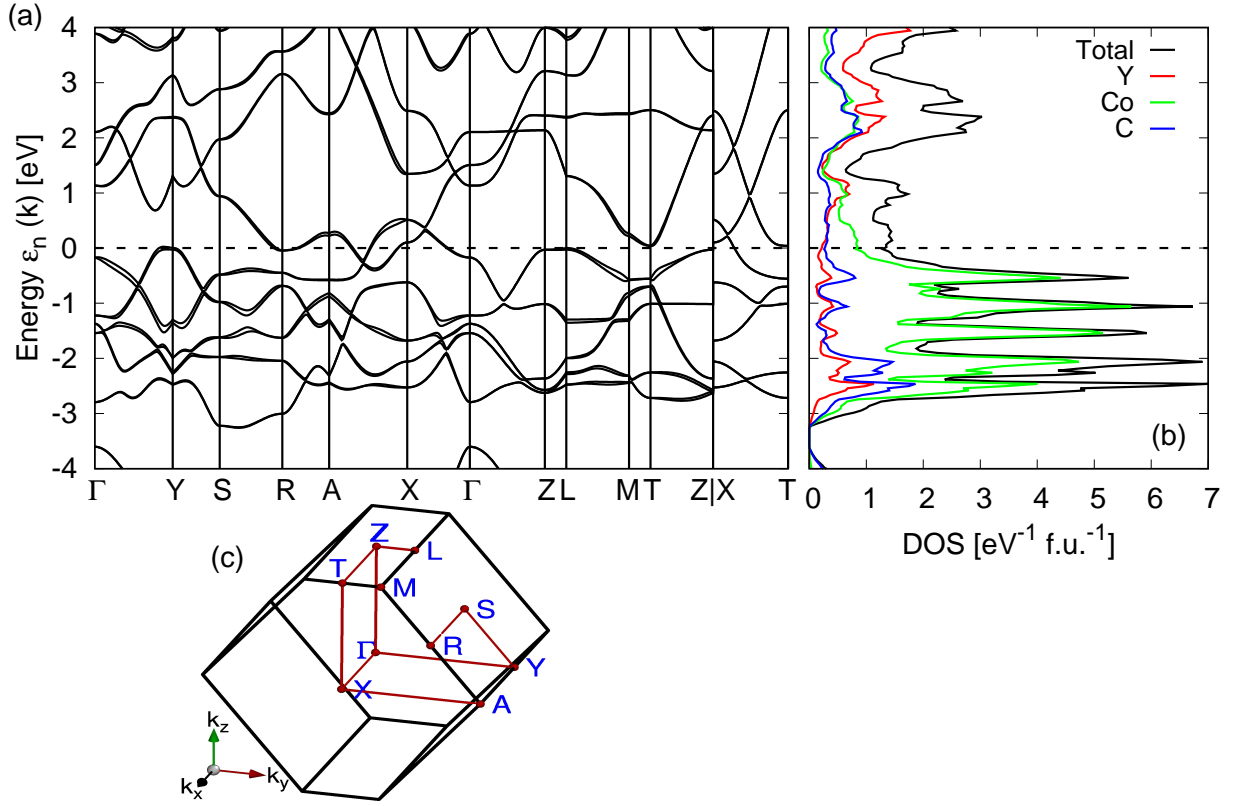 (a)
Energy εn (k) [eV]
4
3
2
1
0
-1
-2
-3
-4
Γ Y S R A X Γ Z L M T Z|X T
Total
Y
Co
C
(b)
0 1 2 3 4 5 6 7
DOS [eV⁻¹ f.u.⁻¹]
(c)
Z
L
T
M
S
R
Γ
Y
X
A
kz
ky
kx